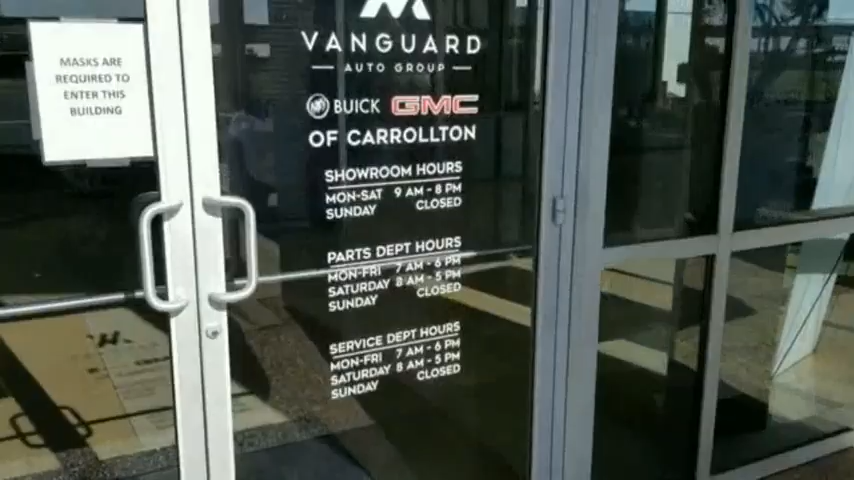 MASKS ARE
REQUIRED TO
ENTER THIS
BUILDING
VANGUARD
AUTO GROUP
BUICK GMC
OF CARROLLTON
SHOWROOM HOURS
MON-SAT 9 AM - 8 PM
SUNDAY CLOSED
PARTS DEPT HOURS
MON-FRI 7 AM - 6 PM
SATURDAY 8 AM - 5 PM
SUNDAY CLOSED
SERVICE DEPT HOURS
MON-FRI 7 AM - 6 PM
SATURDAY 8 AM - 5 PM
SUNDAY CLOSED